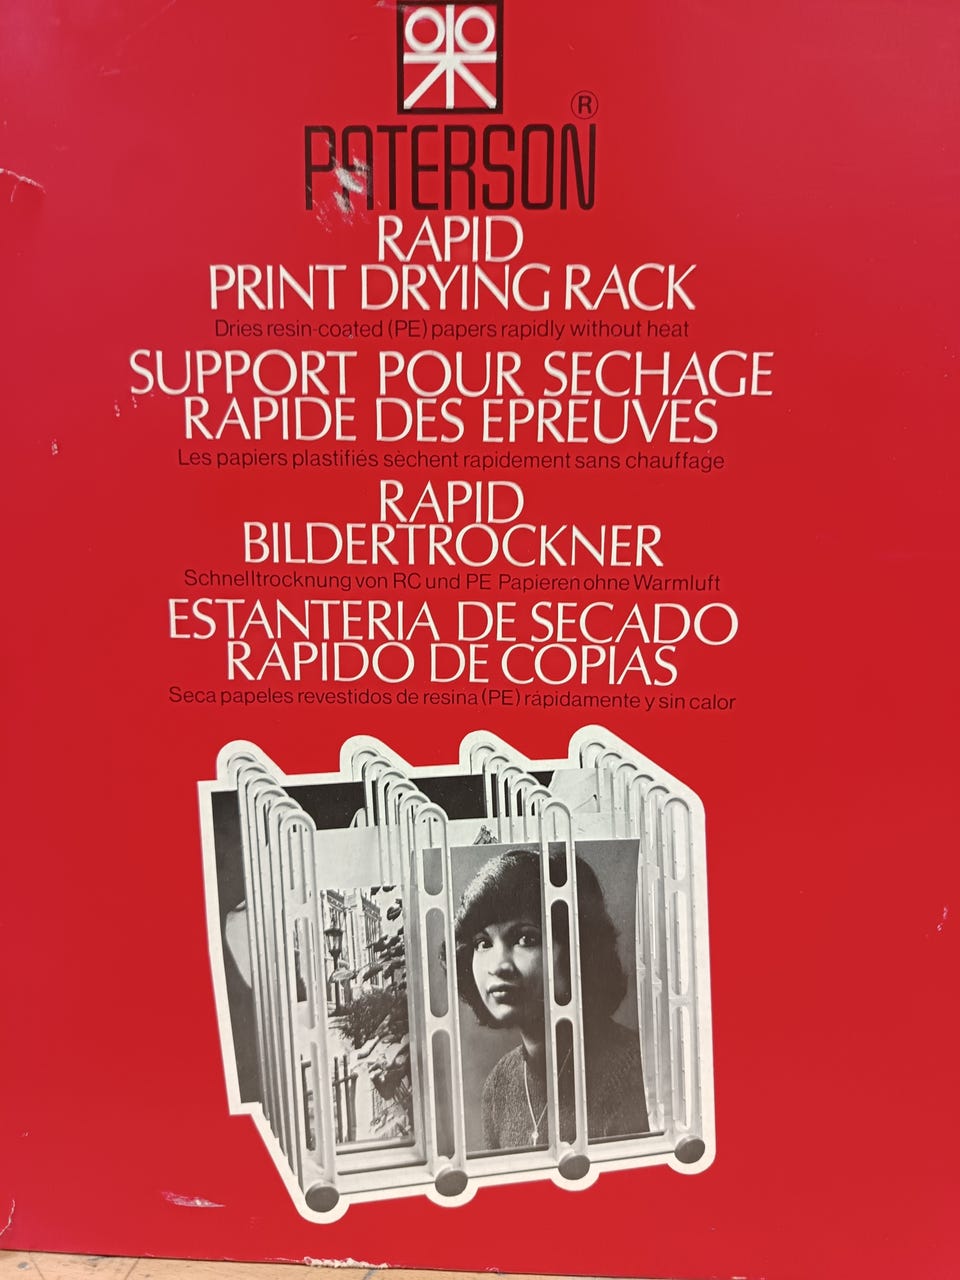 PATERSON ®
RAPID
PRINT DRYING RACK
Dries resin-coated (PE) papers rapidly without heat
SUPPORT POUR SECHAGE
RAPIDE DES EPREUVES
Les papiers plastifiés sèchent rapidement sans chauffage
RAPID
BILDERTROCKNER
Schnelltrocknung von RC und PE Papieren ohne Warmluft
ESTANTERIA DE SECADO
RAPIDO DE COPIAS
Seca papeles revestidos de resina (PE) rápidamente y sin calor